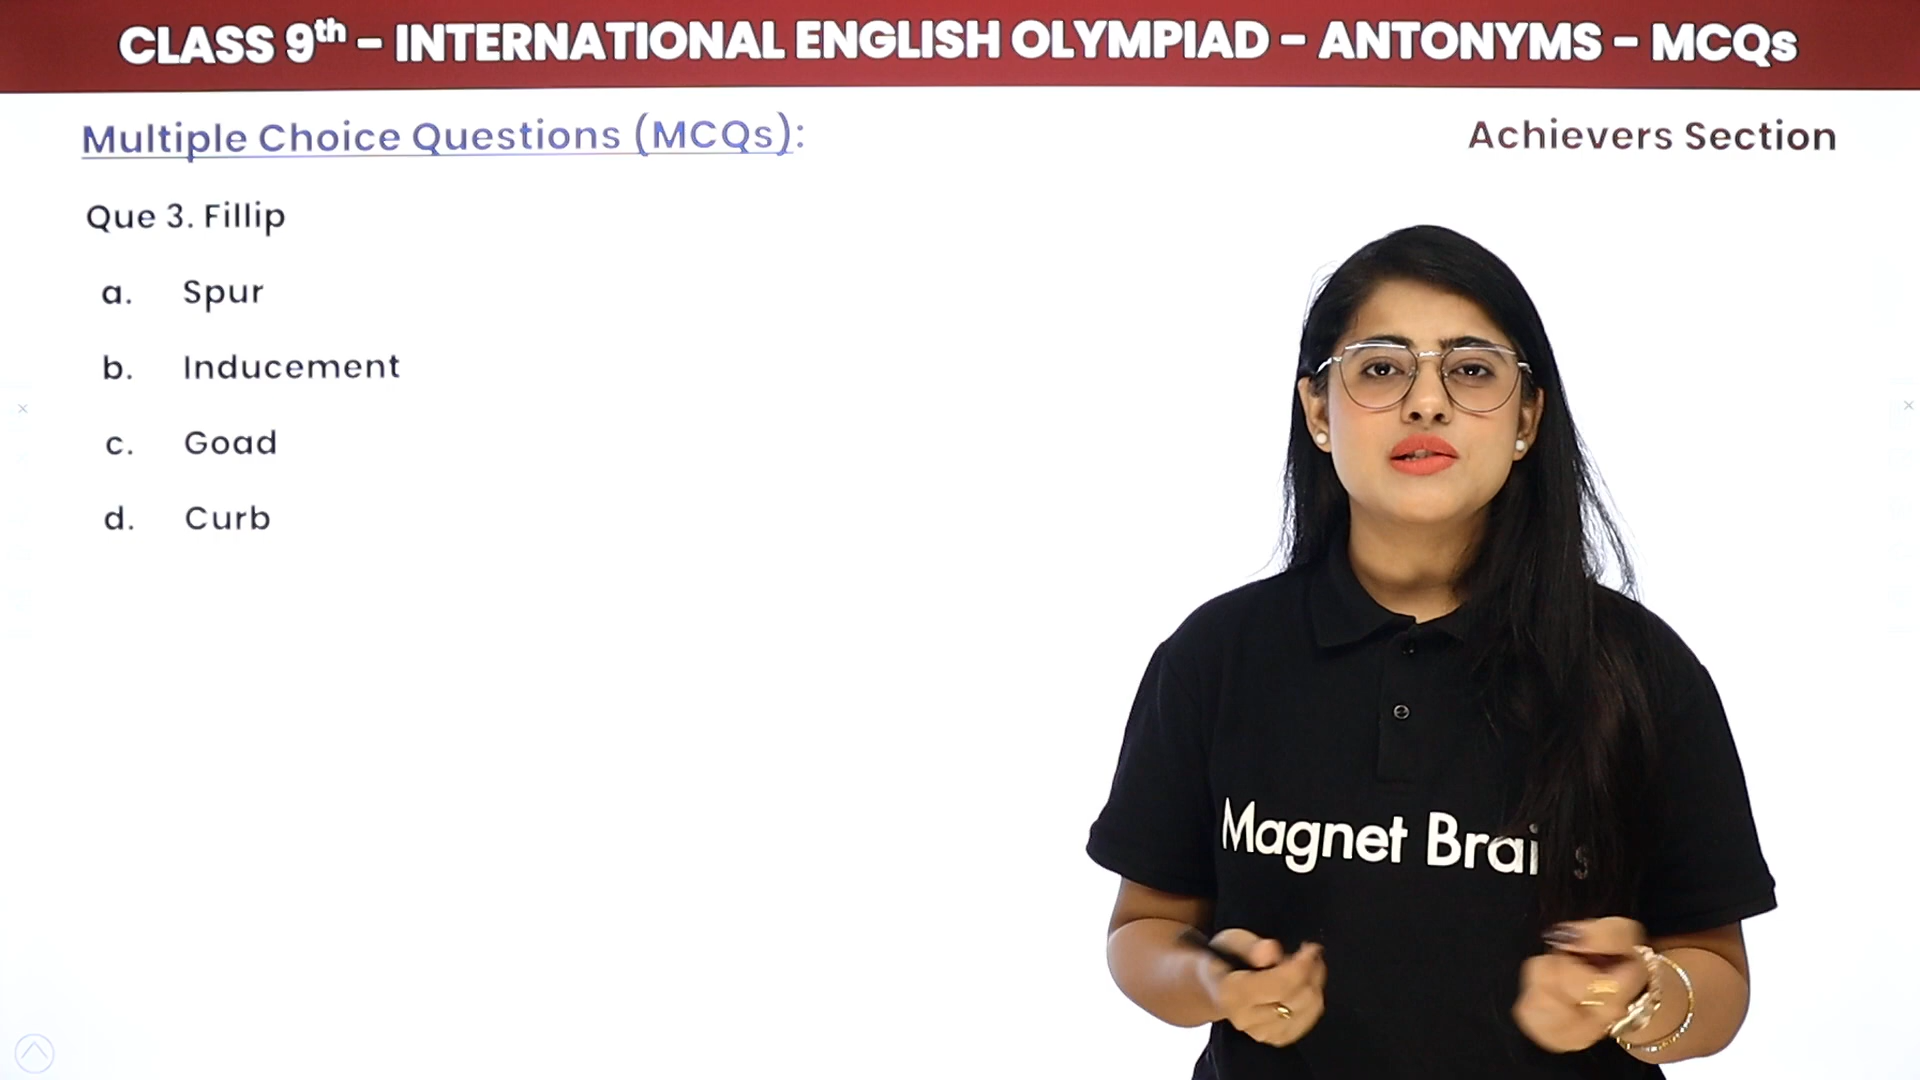 CLASS 9th - INTERNATIONAL ENGLISH OLYMPIAD - ANTONYMS - MCQs
Multiple Choice Questions (MCQs):
Achievers Section
Que 3. Fillip
a. Spur
b. Inducement
c. Goad
d. Curb
Magnet Brai s